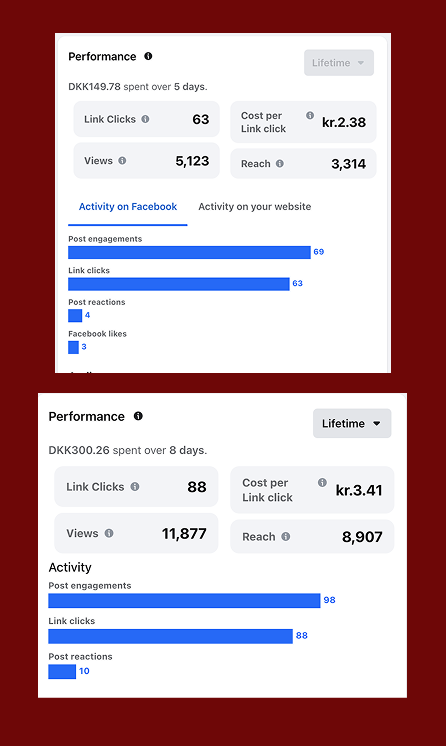 Performance
Lifetime
DKK149.78 spent over 5 days.
Link Clicks 63
Cost per Link click kr.2.38
Views 5,123
Reach 3,314
Activity on Facebook Activity on your website
Post engagements
69
Link clicks
63
Post reactions
4
Facebook likes
3
Performance
Lifetime
DKK300.26 spent over 8 days.
Link Clicks 88
Cost per Link click kr.3.41
Views 11,877
Reach 8,907
Activity
Post engagements
98
Link clicks
88
Post reactions
10